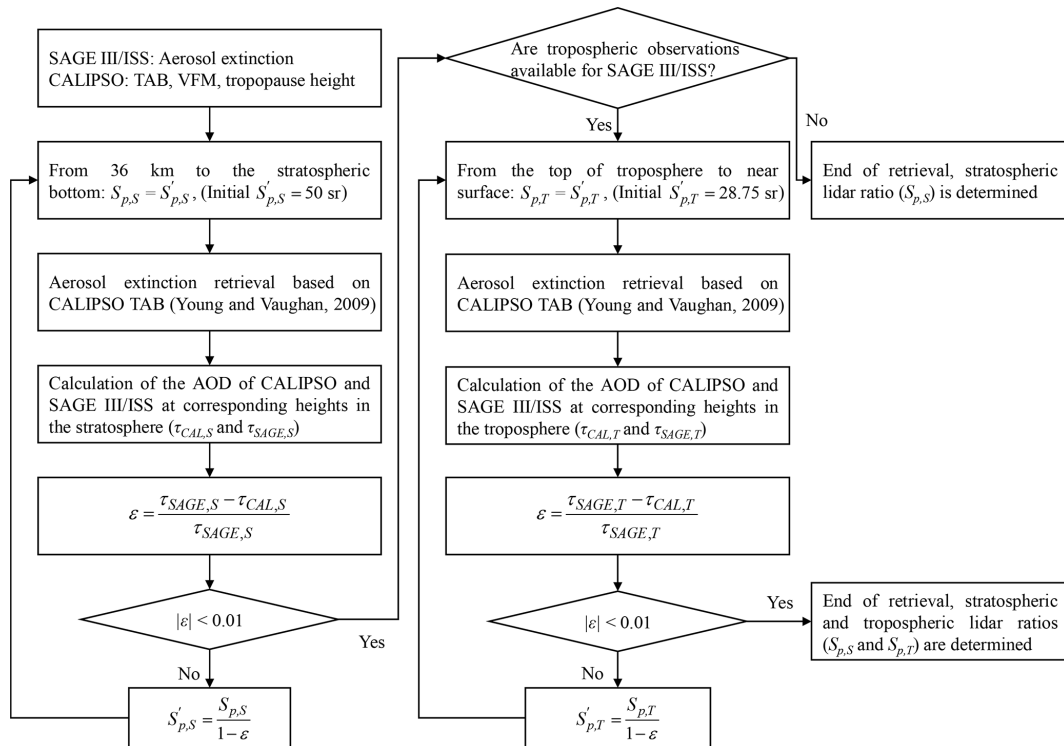 SAGE III/ISS: Aerosol extinction
CALIPSO: TAB, VFM, tropopause height
From 36 km to the stratospheric
bottom: S_{p,S} = S'_{p,S}, (Initial S'_{p,S} = 50 sr)
Aerosol extinction retrieval based on
CALIPSO TAB (Young and Vaughan, 2009)
Calculation of the AOD of CALIPSO and
SAGE III/ISS at corresponding heights in
the stratosphere (τ_{CAL,S} and τ_{SAGE,S})
ε = (τ_{SAGE,S} − τ_{CAL,S}) / τ_{SAGE,S}
|ε| < 0.01
Yes
No
S'_{p,S} = S_{p,S} / (1 − ε)
Are tropospheric observations
available for SAGE III/ISS?
Yes
No
End of retrieval, stratospheric
lidar ratio (S_{p,S}) is determined
From the top of troposphere to near
surface: S_{p,T} = S'_{p,T}, (Initial S'_{p,T} = 28.75 sr)
Aerosol extinction retrieval based on
CALIPSO TAB (Young and Vaughan, 2009)
Calculation of the AOD of CALIPSO and
SAGE III/ISS at corresponding heights in
the troposphere (τ_{CAL,T} and τ_{SAGE,T})
ε = (τ_{SAGE,T} − τ_{CAL,T}) / τ_{SAGE,T}
|ε| < 0.01
Yes
End of retrieval, stratospheric
and tropospheric lidar ratios
(S_{p,S} and S_{p,T}) are determined
No
S'_{p,T} = S_{p,T} / (1 − ε)